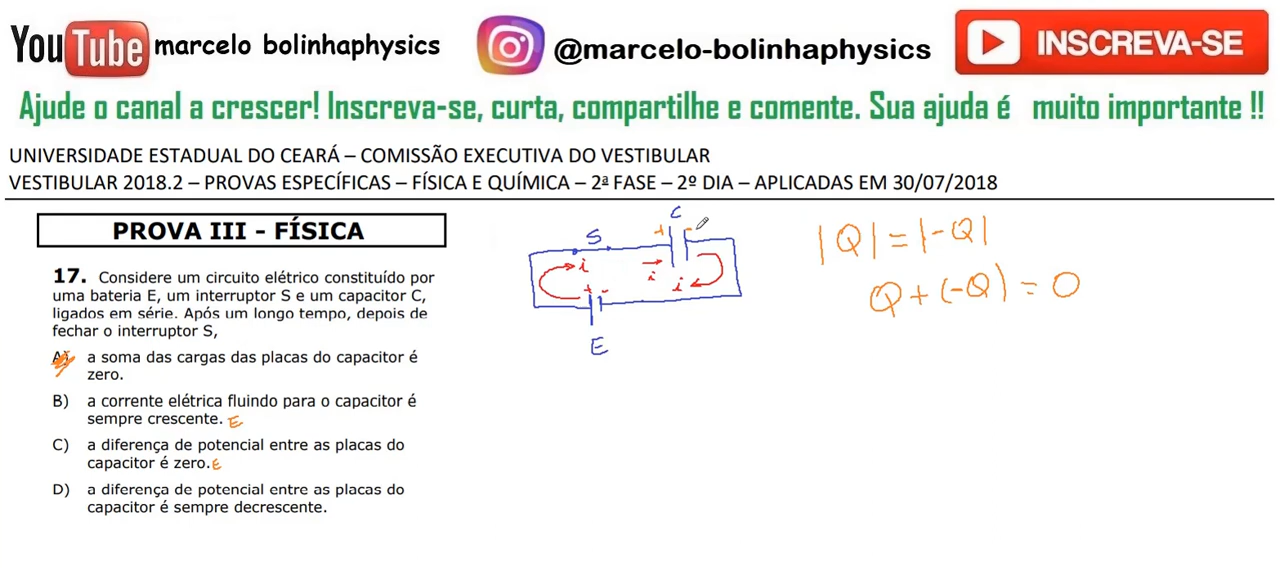 YouTube marcelo bolinhaphysics
@marcelo-bolinhaphysics
INSCREVA-SE
Ajude o canal a crescer! Inscreva-se, curta, compartilhe e comente. Sua ajuda é muito importante !!
UNIVERSIDADE ESTADUAL DO CEARÁ – COMISSÃO EXECUTIVA DO VESTIBULAR
VESTIBULAR 2018.2 – PROVAS ESPECÍFICAS – FÍSICA E QUÍMICA – 2ª FASE – 2º DIA – APLICADAS EM 30/07/2018
PROVA III - FÍSICA
17. Considere um circuito elétrico constituído por
uma bateria E, um interruptor S e um capacitor C,
ligados em série. Após um longo tempo, depois de
fechar o interruptor S,
A) a soma das cargas das placas do capacitor é
zero.
B) a corrente elétrica fluindo para o capacitor é
sempre crescente. E
C) a diferença de potencial entre as placas do
capacitor é zero. E
D) a diferença de potencial entre as placas do
capacitor é sempre decrescente.
C
S + -
i i i
+ -
E
|Q| = |-Q|
Q + (-Q) = 0